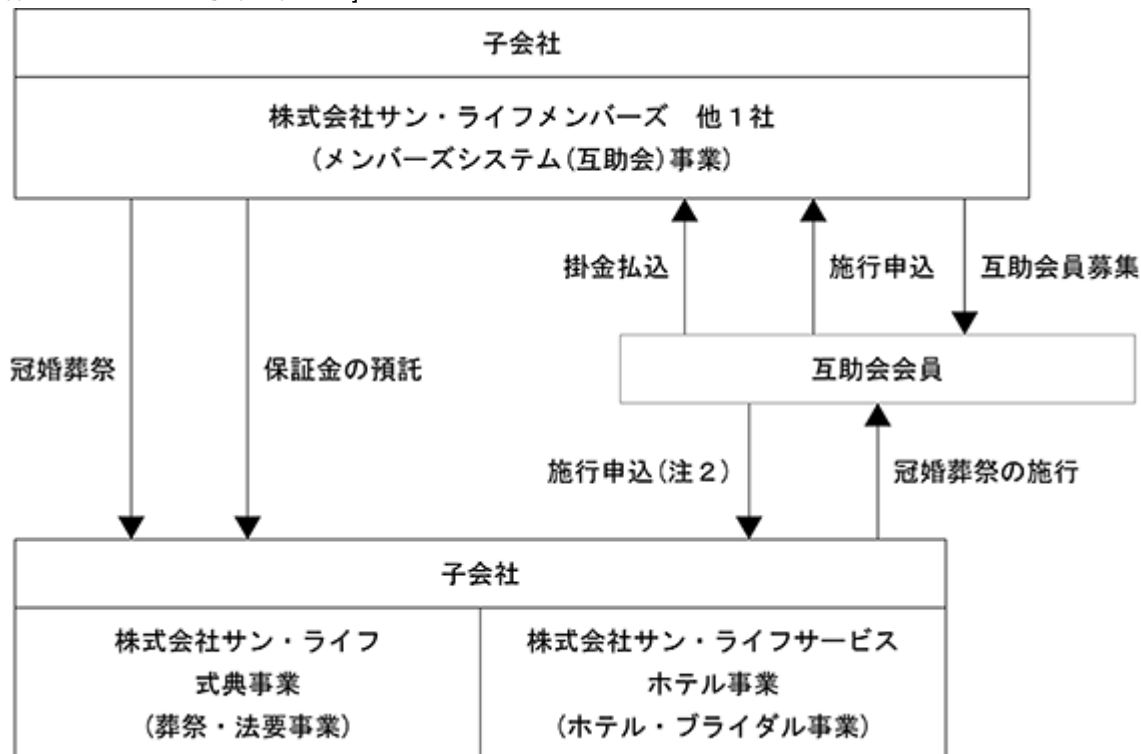 子会社
株式会社サン・ライフメンバーズ 他１社
(メンバーズシステム(互助会)事業)
掛金払込
施行申込
互助会員募集
冠婚葬祭
保証金の預託
互助会会員
施行申込(注２)
冠婚葬祭の施行
子会社
株式会社サン・ライフ
式典事業
(葬祭・法要事業)
株式会社サン・ライフサービス
ホテル事業
(ホテル・ブライダル事業)